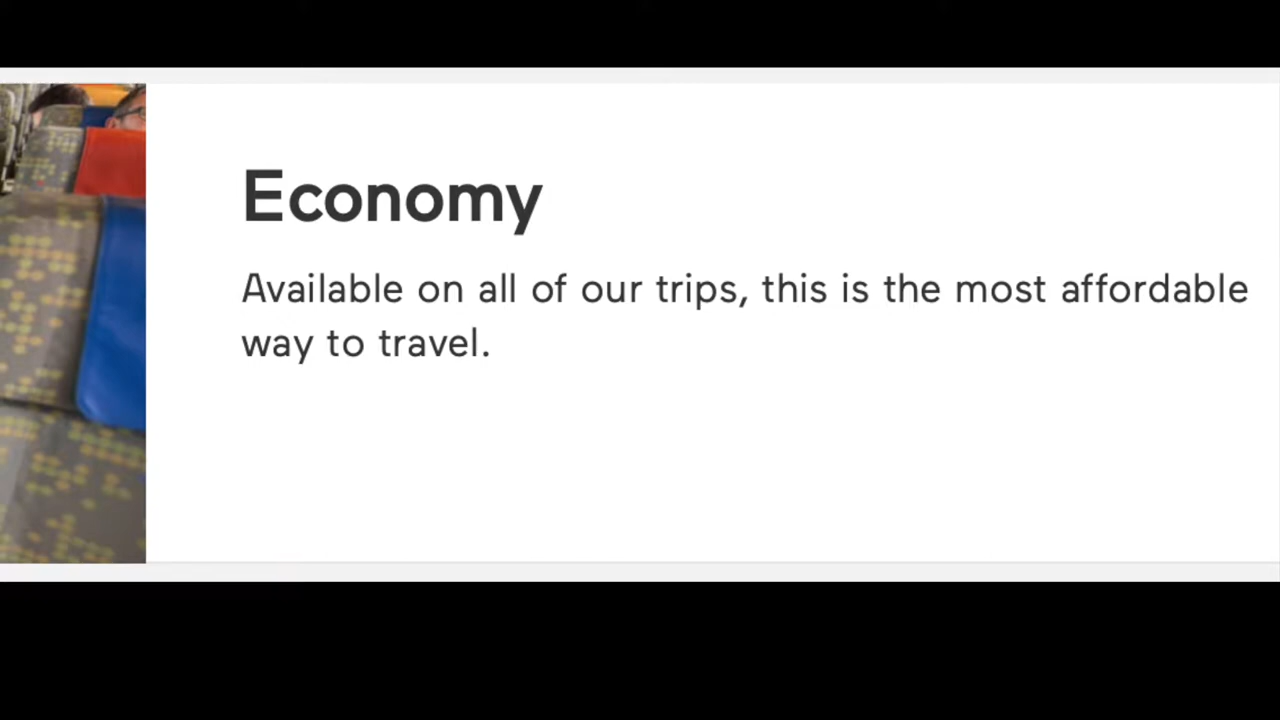 Economy
Available on all of our trips, this is the most affordable
way to travel.